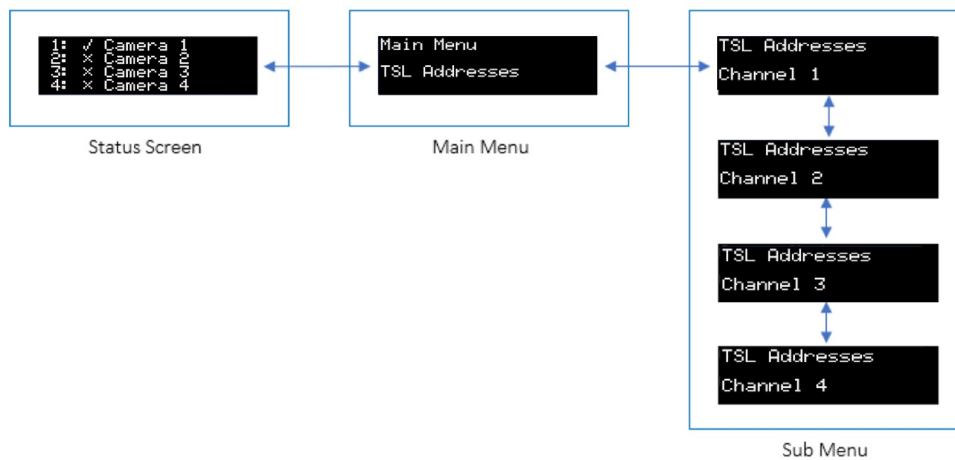 1: √ Camera 1
2: × Camera 2
3: × Camera 3
4: × Camera 4
Status Screen
Main Menu
TSL Addresses
Main Menu
TSL Addresses
Channel 1
TSL Addresses
Channel 2
TSL Addresses
Channel 3
TSL Addresses
Channel 4
Sub Menu